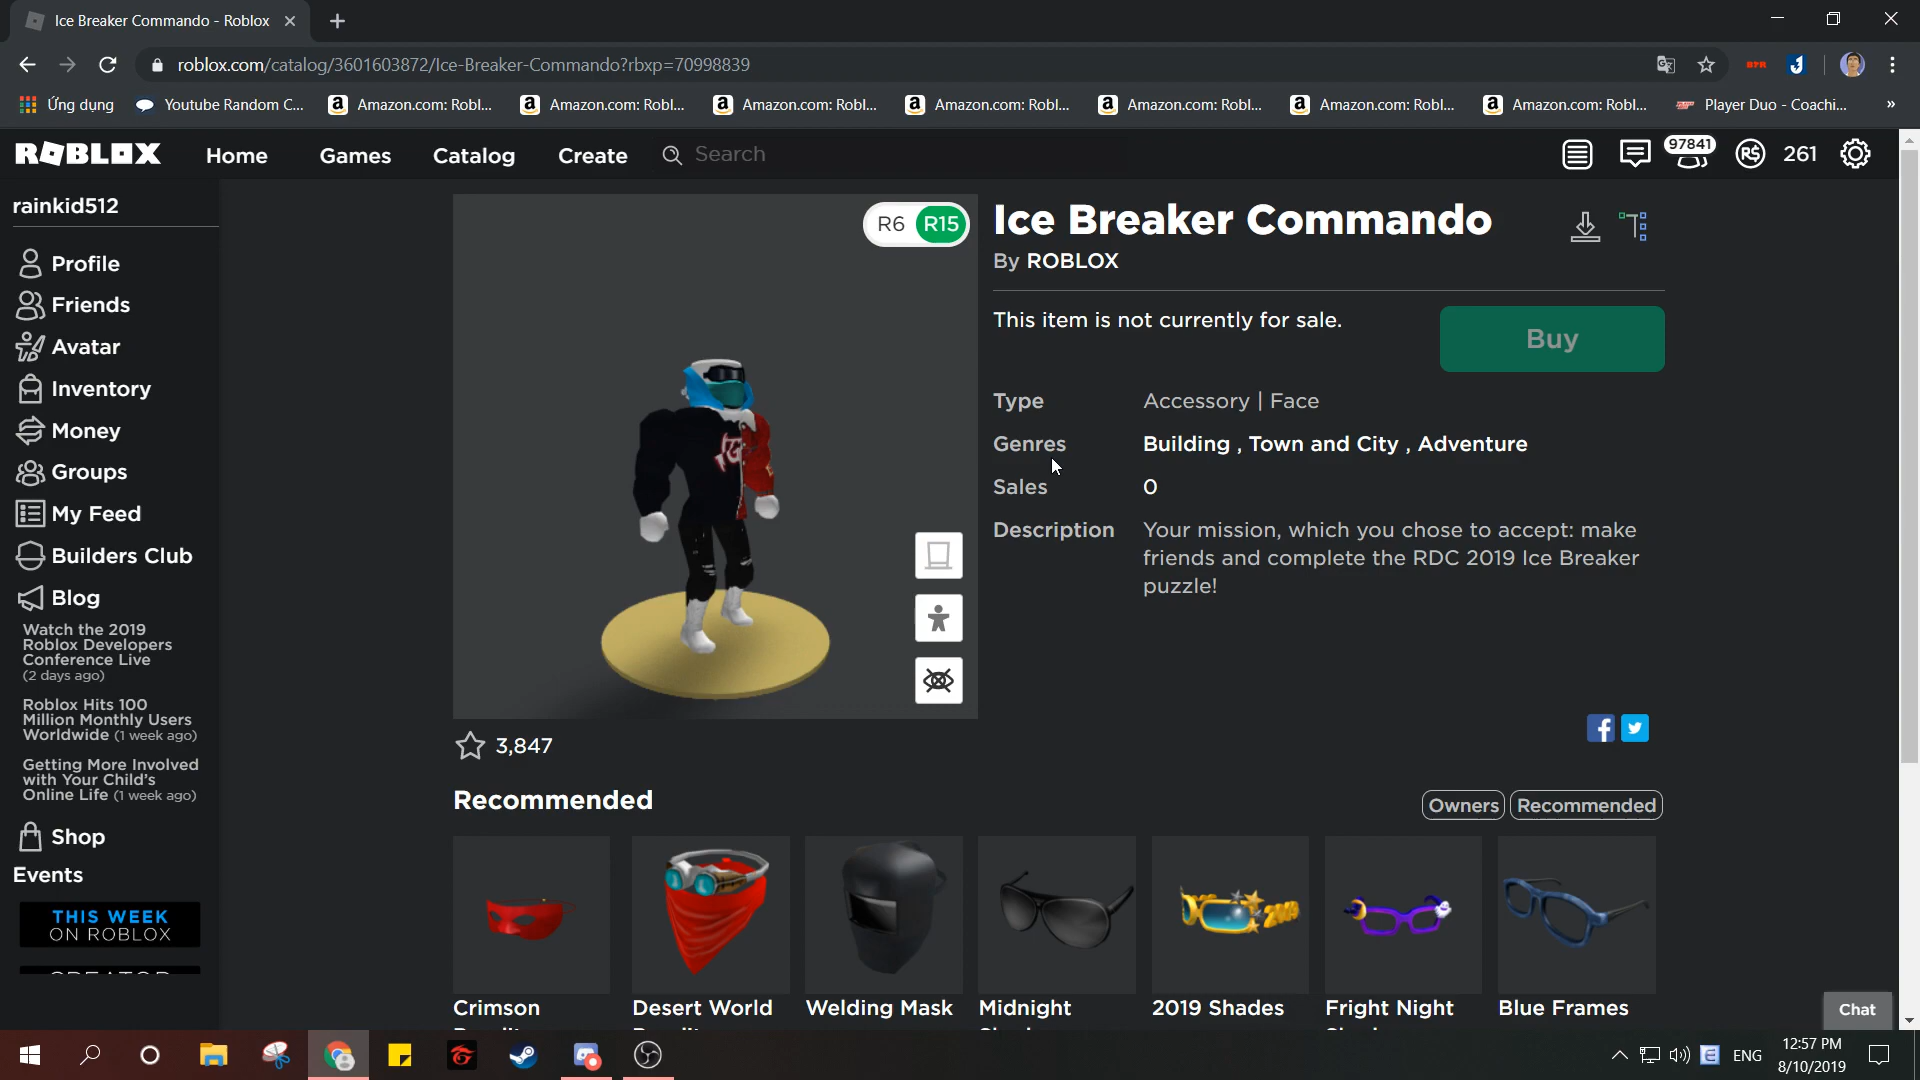 Ice Breaker Commando - Roblox
roblox.com/catalog/3601603872/Ice-Breaker-Commando?rbxp=70998839
Ứng dụng
Youtube Random C...
Amazon.com: Robl...
Amazon.com: Robl...
Amazon.com: Robl...
Amazon.com: Robl...
Amazon.com: Robl...
Amazon.com: Robl...
Amazon.com: Robl...
Player Duo - Coachi...
»
ROBLOX
Home
Games
Catalog
Create
Search
97841
R$
261
rainkid512
Profile
Friends
Avatar
Inventory
Money
Groups
My Feed
Builders Club
Blog
Watch the 2019
Roblox Developers
Conference Live
(2 days ago)
Roblox Hits 100
Million Monthly Users
Worldwide (1 week ago)
Getting More Involved
with Your Child's
Online Life (1 week ago)
Shop
Events
THIS WEEK
ON ROBLOX
R6 R15
Ice Breaker Commando
By ROBLOX
This item is not currently for sale.
Buy
Type Accessory | Face
Genres Building , Town and City , Adventure
Sales 0
Description Your mission, which you chose to accept: make
friends and complete the RDC 2019 Ice Breaker
puzzle!
3,847
Recommended
Owners
Recommended
Crimson
Desert World
Welding Mask
Midnight
2019 Shades
Fright Night
Blue Frames
Chat
ENG
12:57 PM
8/10/2019